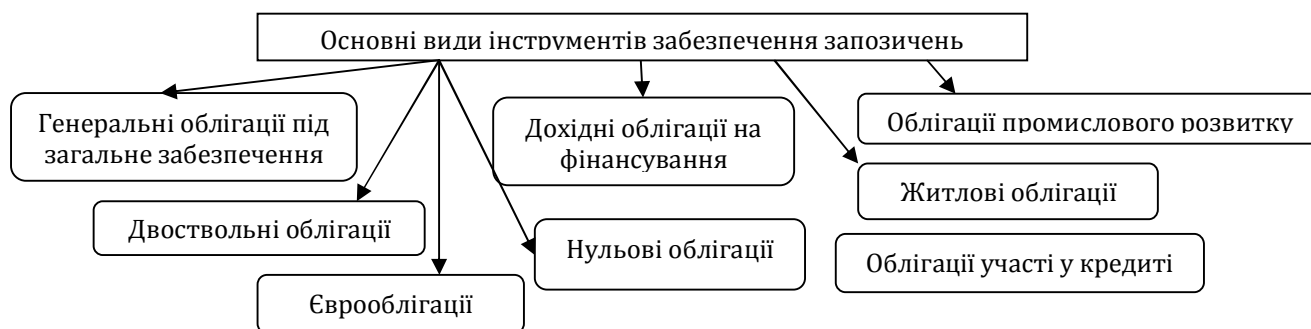 Основні види інструментів забезпечення запозичень
Генеральні облігації під
загальне забезпечення
Дохідні облігації на
фінансування
Облігації промислового розвитку
Житлові облігації
Двоствольні облігації
Нульові облігації
Облігації участі у кредиті
Єврооблігації